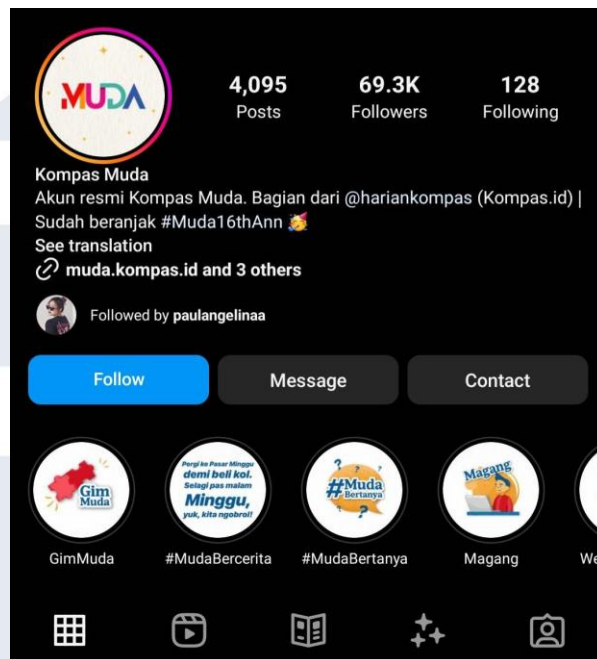 MUDA
4,095 69.3K 128
Posts Followers Following
Kompas Muda
Akun resmi Kompas Muda. Bagian dari @hariankompas (Kompas.id) |
Sudah beranjak #Muda16thAnn 🥳
See translation
muda.kompas.id and 3 others
Followed by paulangelinaa
Follow Message Contact
Gim
Muda
Pergi ke Pasar Minggu
demi beli kol.
Selagi pas malam
Minggu,
yuk, kita ngobrol!
#Muda
Bertanya
Magang
GimMuda #MudaBercerita #MudaBertanya Magang We